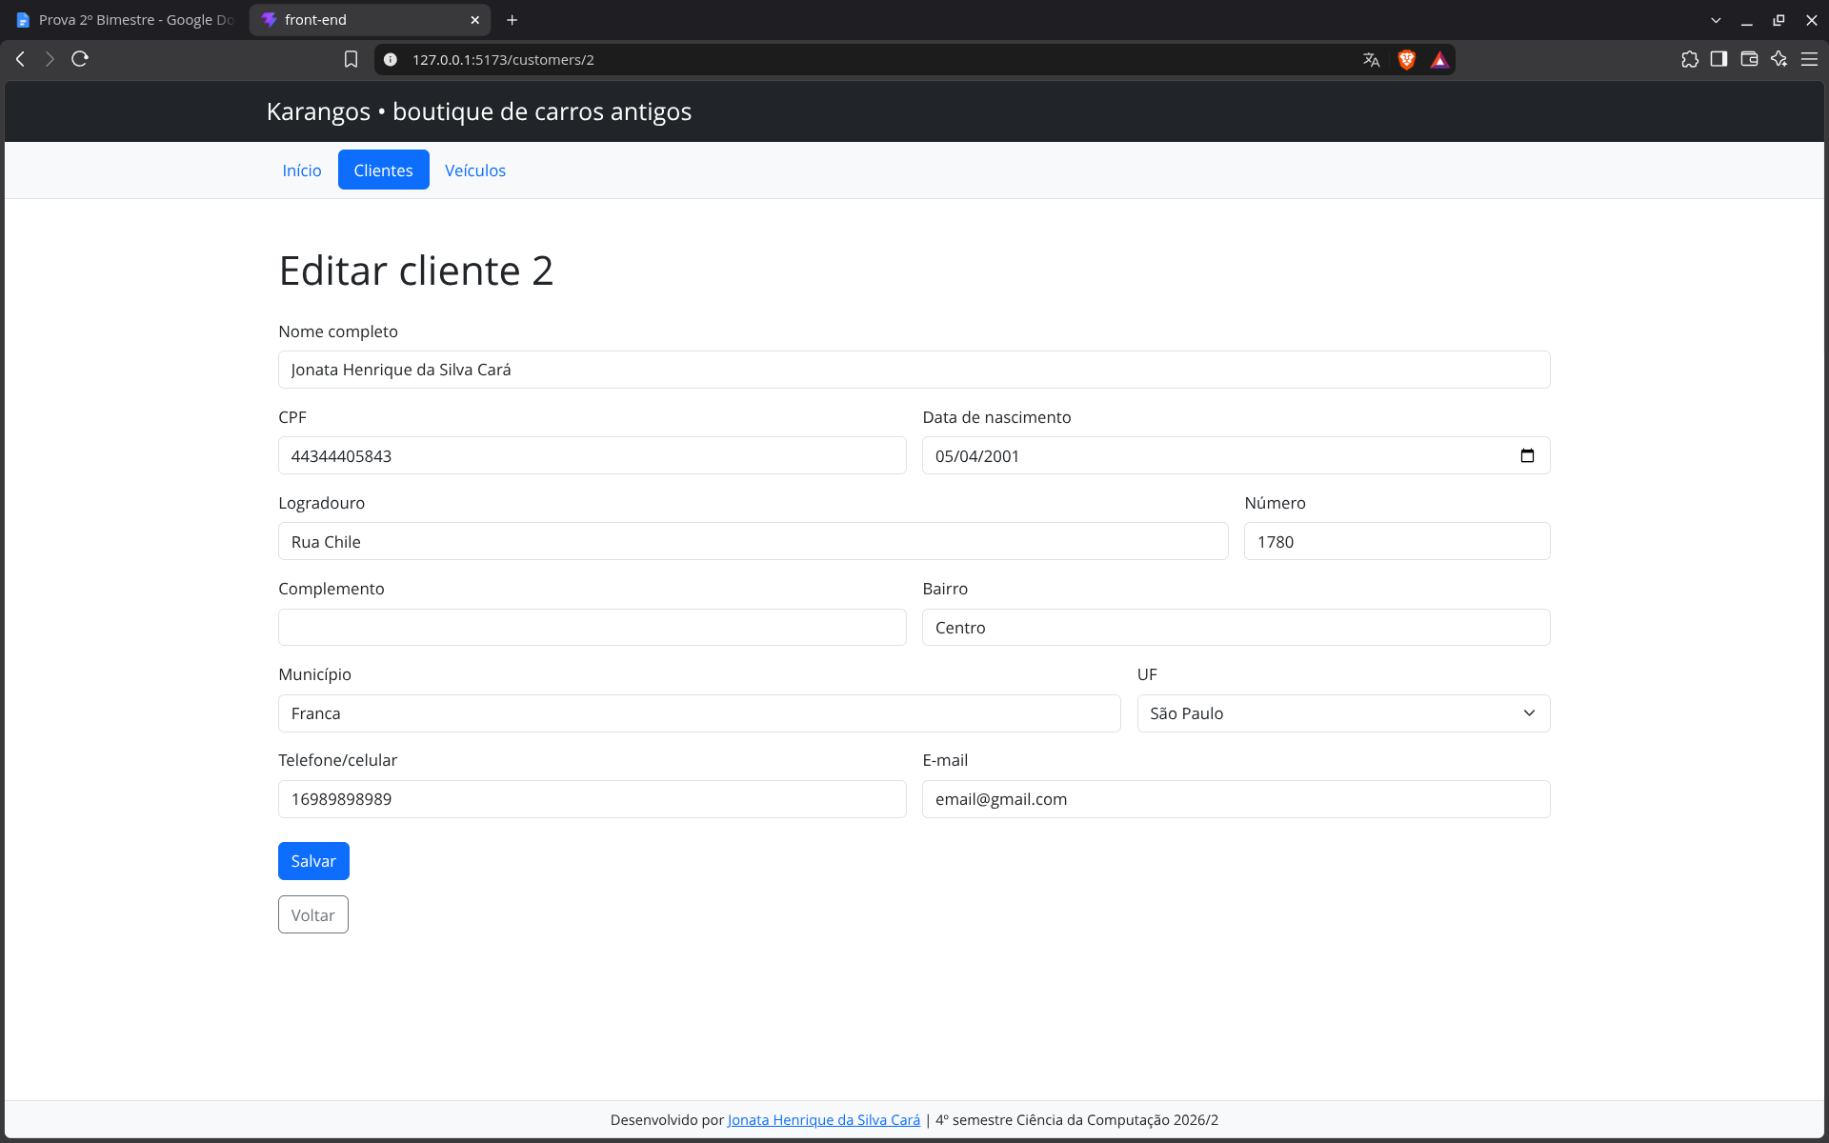 Prova 2º Bimestre - Google Do
front-end
127.0.0.1:5173/customers/2
Karangos • boutique de carros antigos
Início Clientes Veículos
Editar cliente 2
Nome completo
Jonata Henrique da Silva Cará
CPF Data de nascimento
44344405843 05/04/2001
Logradouro Número
Rua Chile 1780
Complemento Bairro
Centro
Município UF
Franca São Paulo
Telefone/celular E-mail
16989898989 email@gmail.com
Salvar
Voltar
Desenvolvido por Jonata Henrique da Silva Cará | 4º semestre Ciência da Computação 2026/2